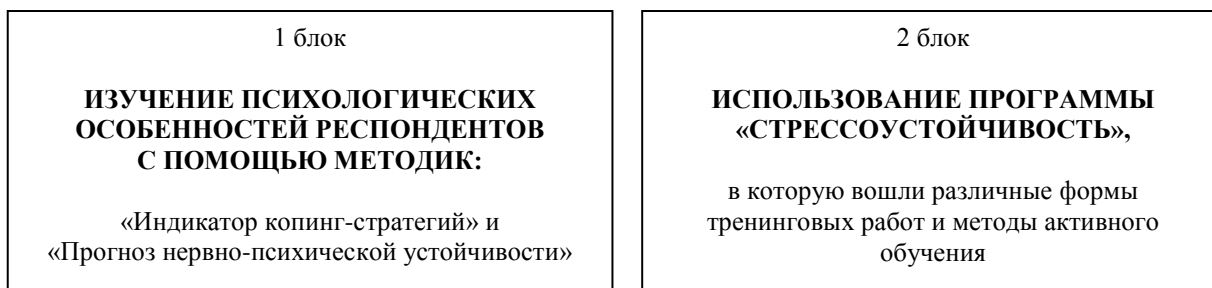 1 блок
ИЗУЧЕНИЕ ПСИХОЛОГИЧЕСКИХ
ОСОБЕННОСТЕЙ РЕСПОНДЕНТОВ
С ПОМОЩЬЮ МЕТОДИК:
«Индикатор копинг-стратегий» и
«Прогноз нервно-психической устойчивости»
2 блок
ИСПОЛЬЗОВАНИЕ ПРОГРАММЫ
«СТРЕССОУСТОЙЧИВОСТЬ»,
в которую вошли различные формы
тренинговых работ и методы активного
обучения